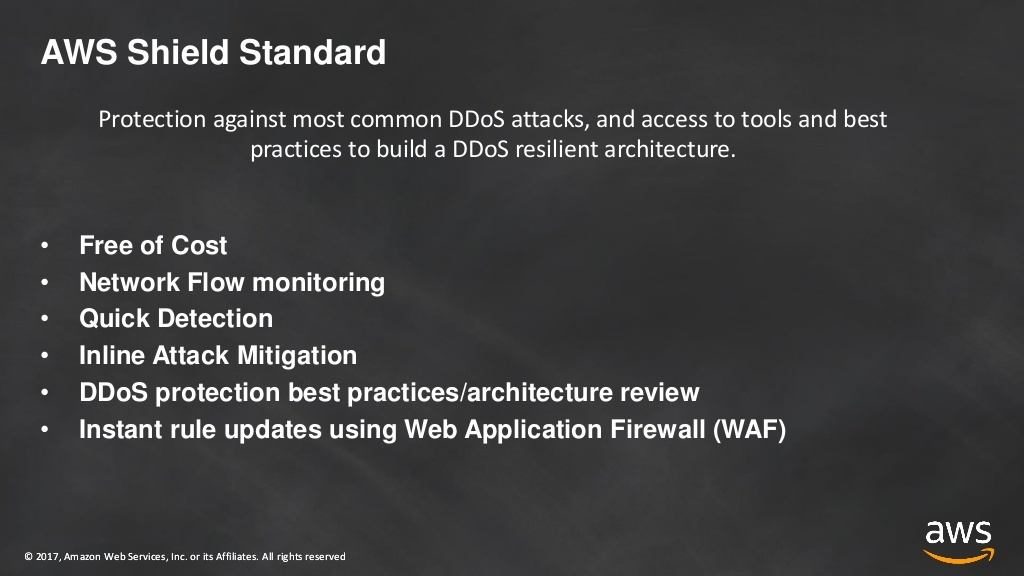 AWS Shield Standard
Protection against most common DDoS attacks, and access to tools and best
practices to build a DDoS resilient architecture.
• Free of Cost
• Network Flow monitoring
• Quick Detection
• Inline Attack Mitigation
• DDoS protection best practices/architecture review
• Instant rule updates using Web Application Firewall (WAF)
© 2017, Amazon Web Services, Inc. or its Affiliates. All rights reserved
aws